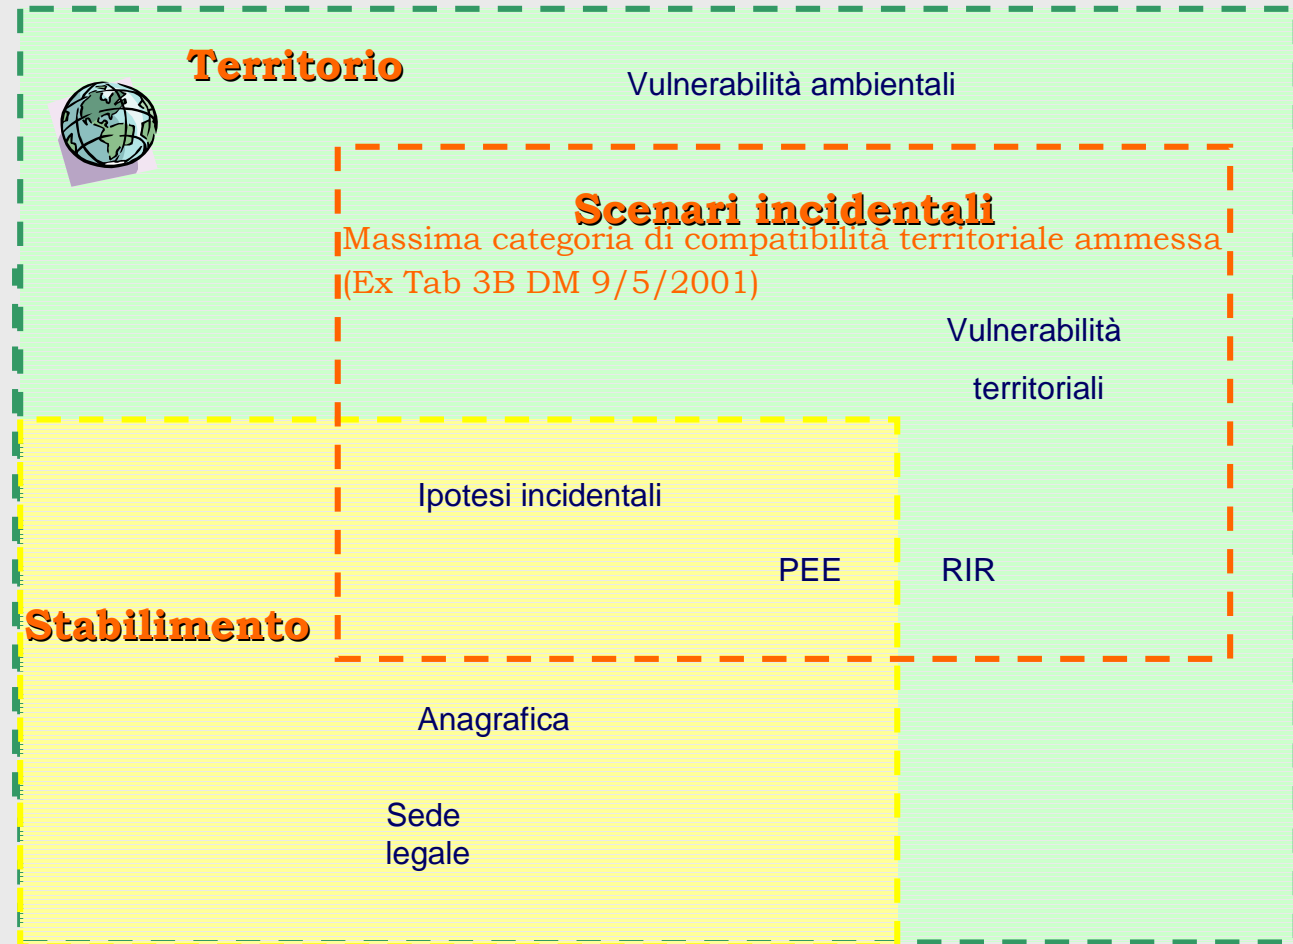 Territorio
Vulnerabilità ambientali
Scenari incidentali
Massima categoria di compatibilità territoriale ammessa
(Ex Tab 3B DM 9/5/2001)
Vulnerabilità
territoriali
Ipotesi incidentali
PEE
RIR
Stabilimento
Anagrafica
Sede
legale